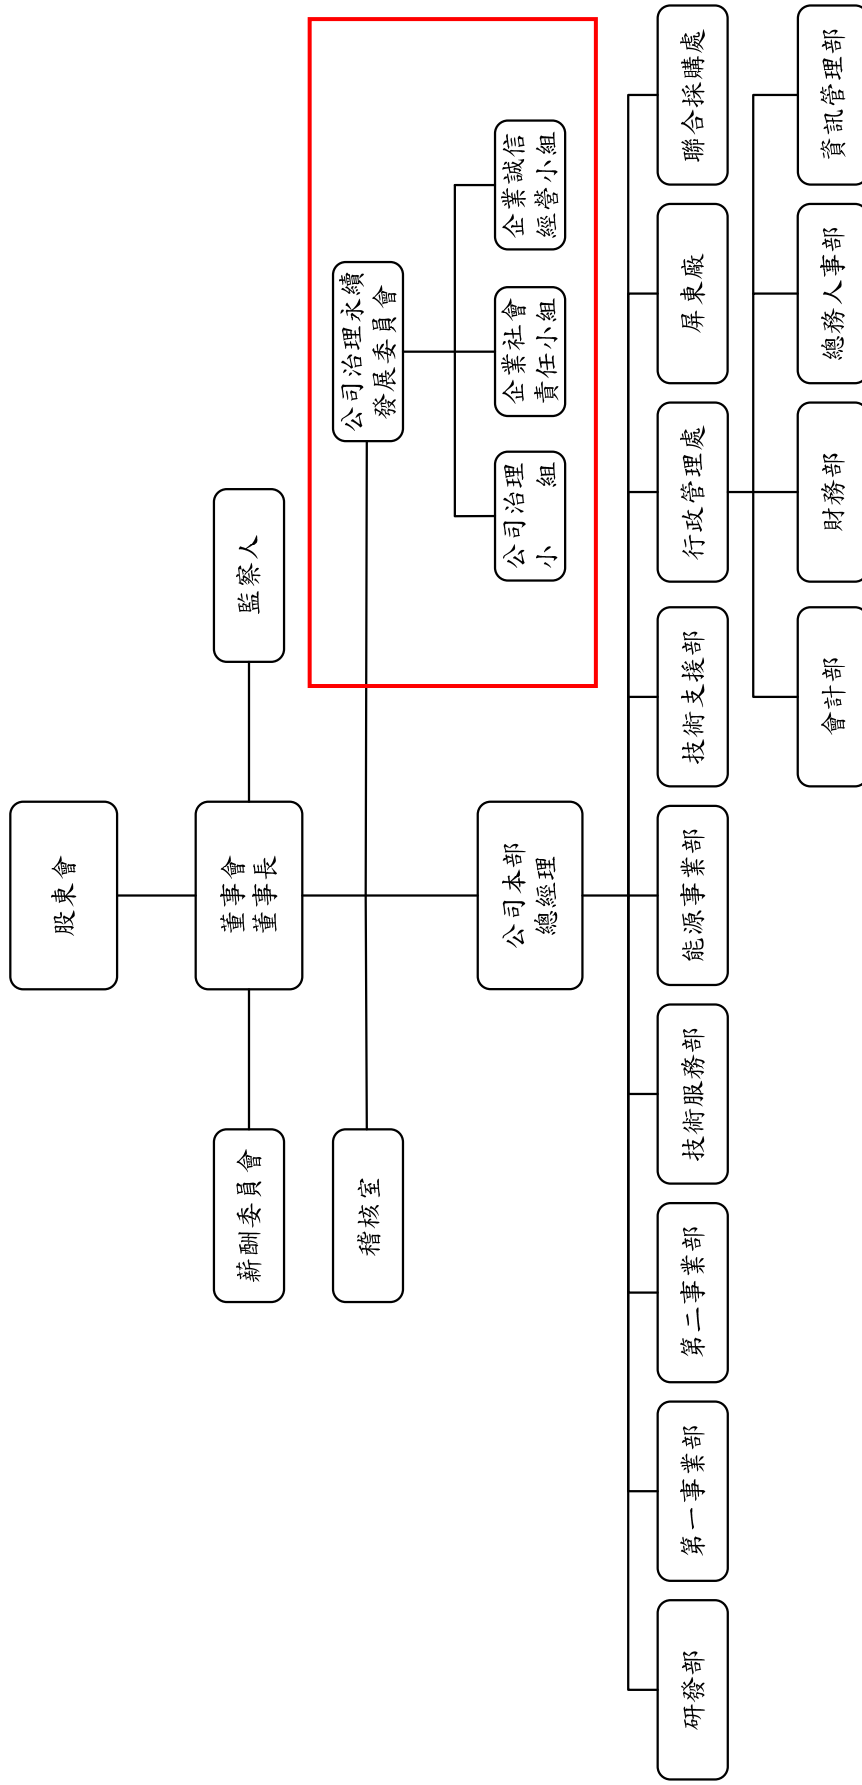 股東會
薪酬委員會
董事會
董事長
監察人
稽核室
公司治理永續
發展委員會
公司治理
小 組
企業社會
責任小組
企業誠信
經營小組
公司本部
總經理
研發部
第一事業部
第二事業部
技術服務部
能源事業部
技術支援部
行政管理處
屏東廠
聯合採購處
會計部
財務部
總務人事部
資訊管理部